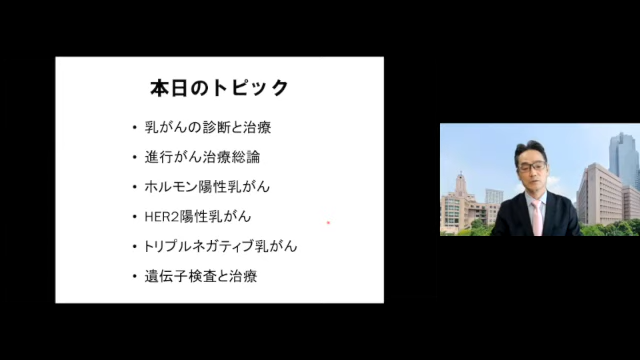 本日のトピック
• 乳がんの診断と治療
• 進行がん治療総論
• ホルモン陽性乳がん
• HER2陽性乳がん
• トリプルネガティブ乳がん
• 遺伝子検査と治療